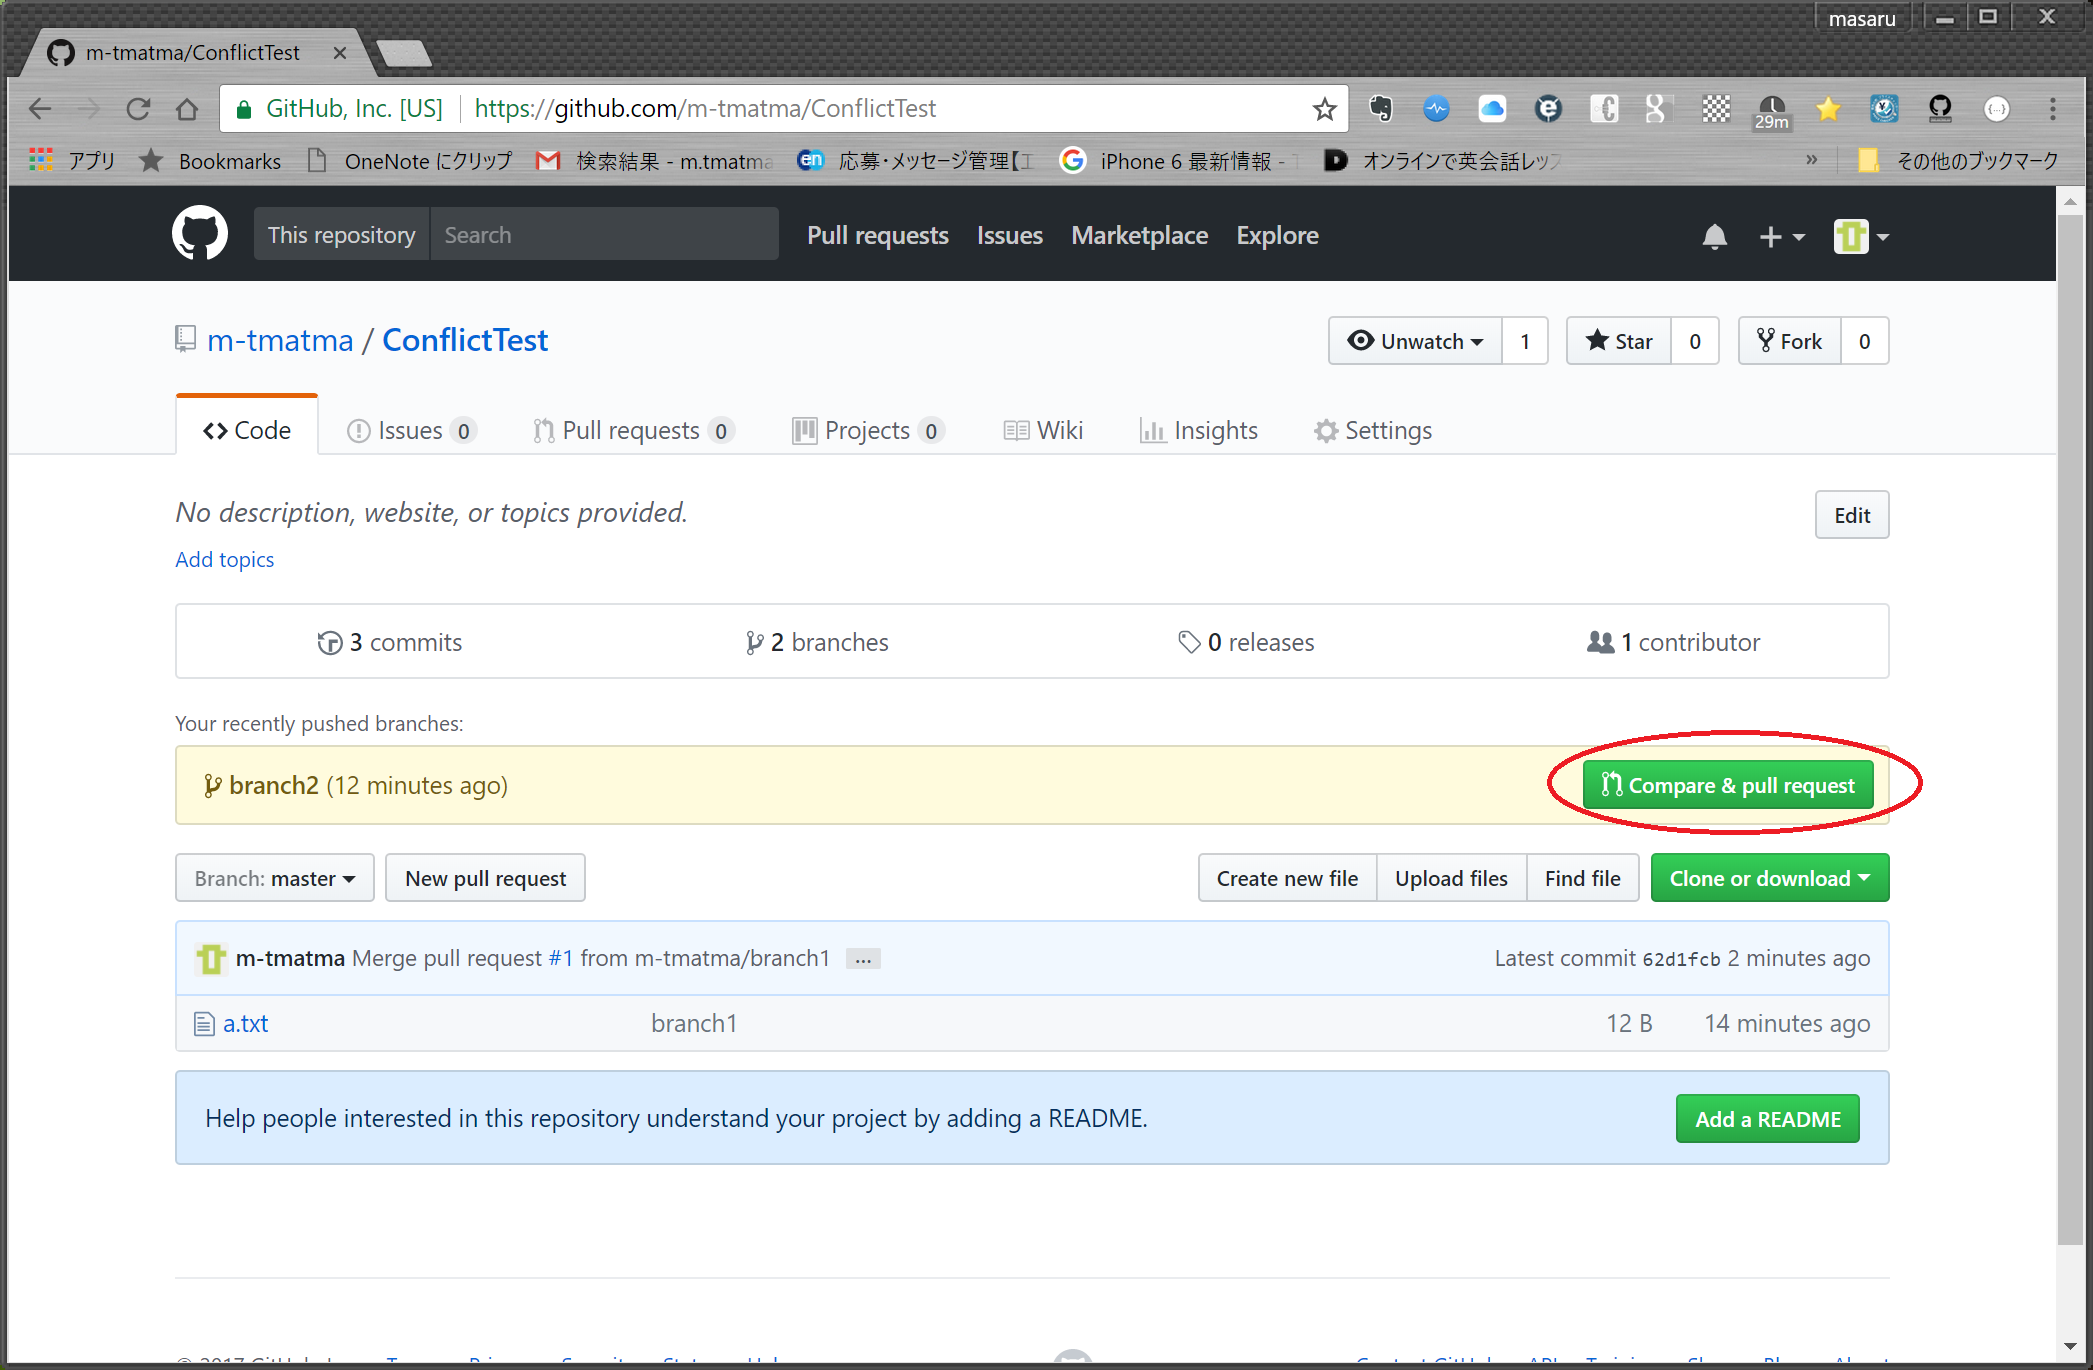 masaru
m-tmatma/ConflictTest
GitHub, Inc. [US] https://github.com/m-tmatma/ConflictTest
29m
アプリ Bookmarks OneNote にクリップ 検索結果 - m.tmatma 応募・メッセージ管理【エ iPhone 6 最新情報 - T オンラインで英会話レッス » その他のブックマーク
This repository Search Pull requests Issues Marketplace Explore
m-tmatma / ConflictTest Unwatch 1 Star 0 Fork 0
Code Issues 0 Pull requests 0 Projects 0 Wiki Insights Settings
No description, website, or topics provided. Edit
Add topics
3 commits 2 branches 0 releases 1 contributor
Your recently pushed branches:
branch2 (12 minutes ago) Compare & pull request
Branch: master New pull request Create new file Upload files Find file Clone or download
m-tmatma Merge pull request #1 from m-tmatma/branch1 ... Latest commit 62d1fcb 2 minutes ago
a.txt branch1 12 B 14 minutes ago
Help people interested in this repository understand your project by adding a README. Add a README